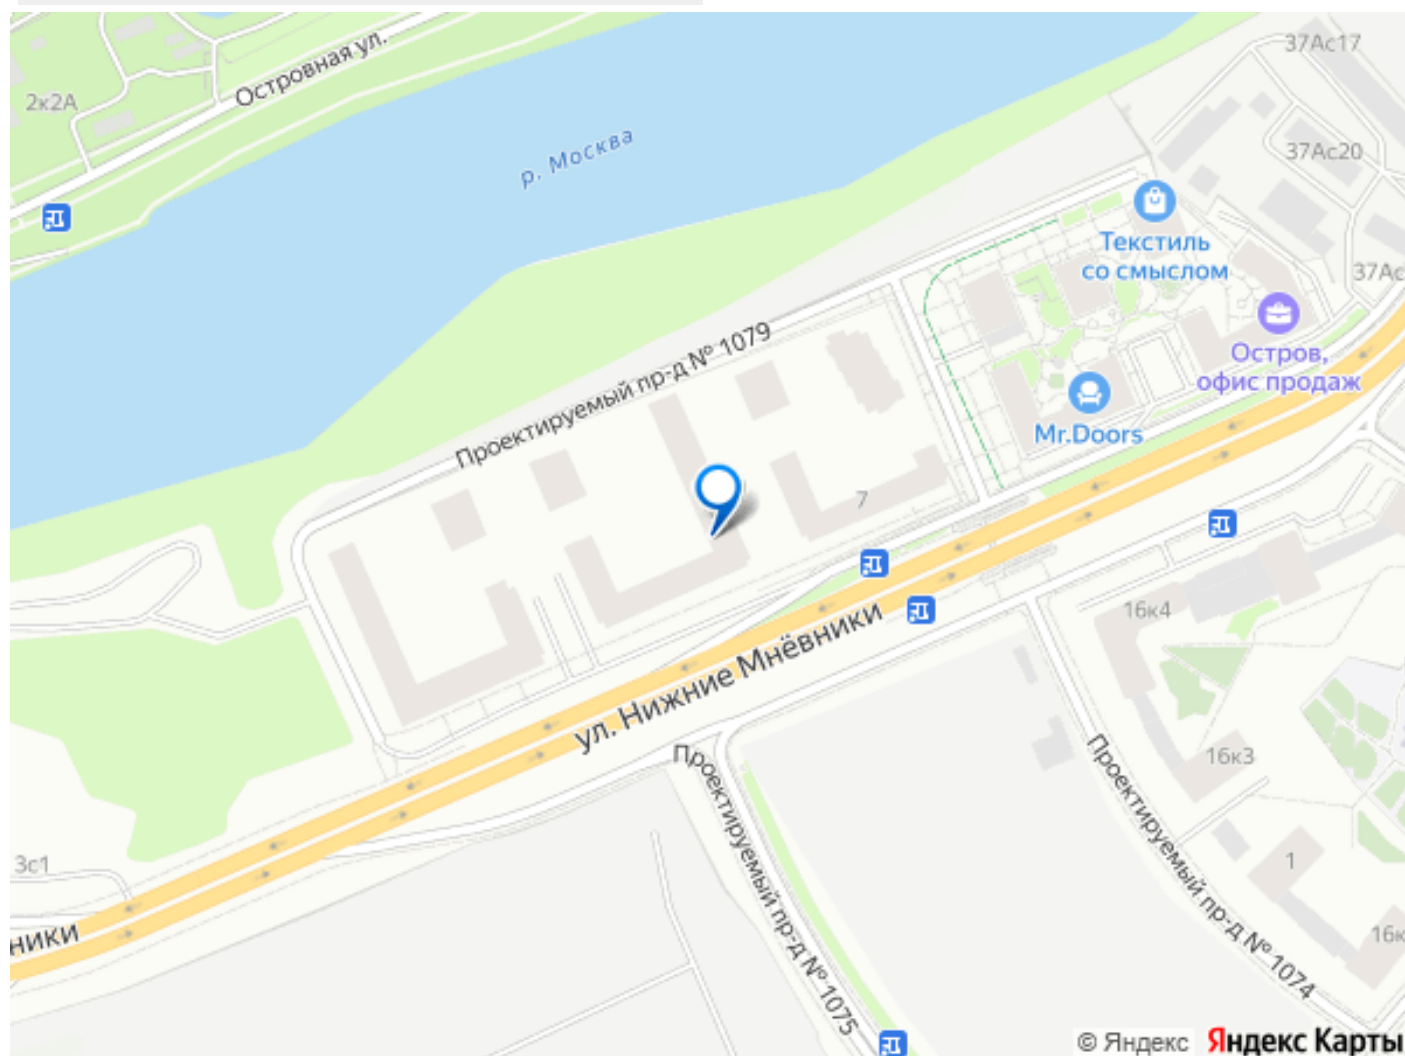 37Ас17
Островная ул.
2к2А
р. Москва
37Ас20
Текстиль
со смыслом
37Ас
Остров,
офис продаж
Проектируемый пр-д № 1079
Mr.Doors
7
16к4
ул. Нижние Мнёвники
Проектируемый пр-д № 1075
Проектируемый пр-д № 1074
16к3
3с1
1
ники
16к
© Яндекс Яндекс Карты